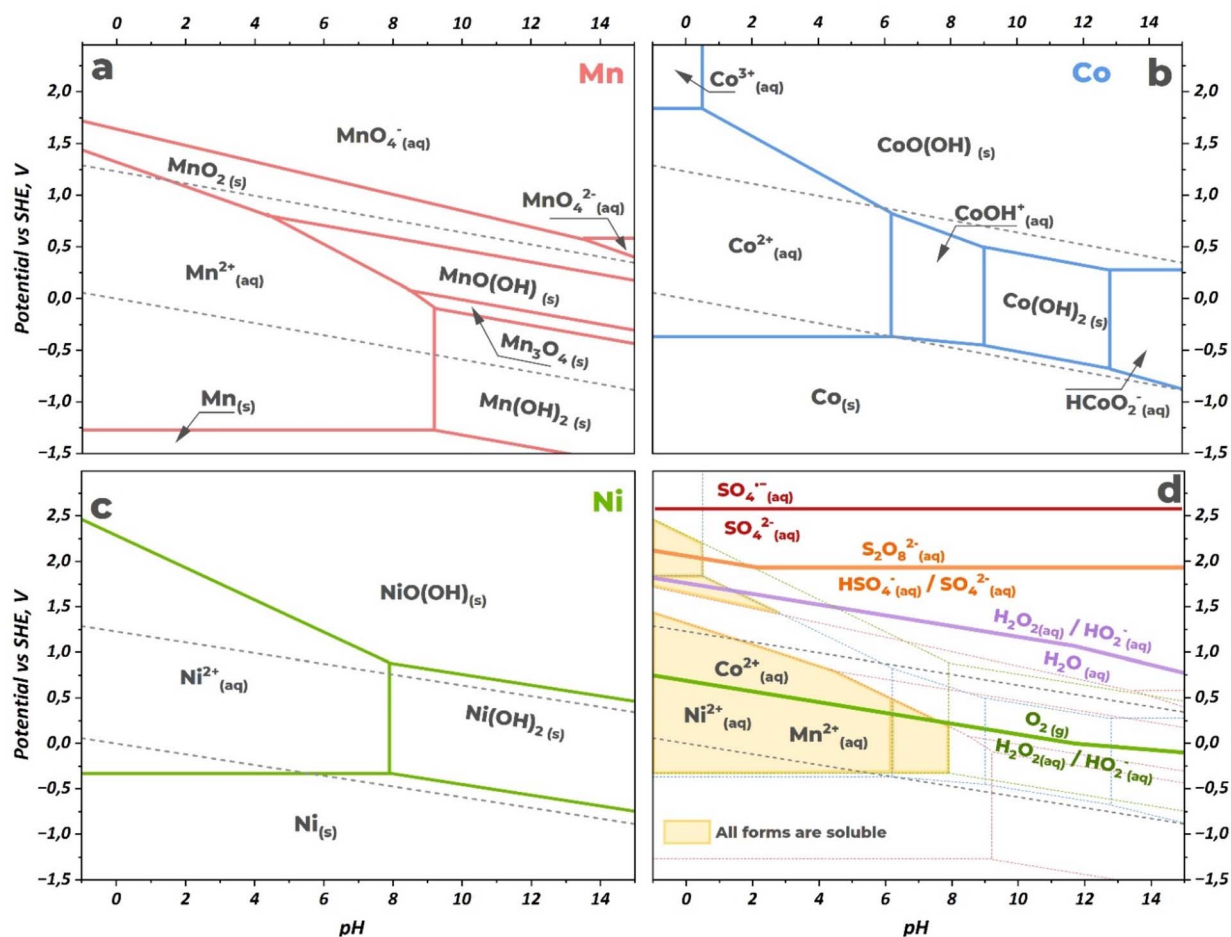 0 2 4 6 8 10 12 14
0 2 4 6 8 10 12 14
a
Mn
2,0
1,5
1,0
0,5
0,0
−0,5
−1,0
−1,5
Potential vs SHE, V
MnO₄⁻(aq)
MnO₂ (s)
MnO₄²⁻(aq)
Mn²⁺(aq)
MnO(OH) (s)
Mn₃O₄ (s)
Mn(s)
Mn(OH)₂ (s)
b
Co
Co³⁺(aq)
CoO(OH) (s)
CoOH⁺(aq)
Co²⁺(aq)
Co(OH)₂ (s)
Co(s)
HCoO₂⁻(aq)
2,0
1,5
1,0
0,5
0,0
−0,5
−1,0
−1,5
c
Ni
2,5
2,0
1,5
1,0
0,5
0,0
−0,5
−1,0
−1,5
Potential vs SHE, V
NiO(OH)(s)
Ni²⁺(aq)
Ni(OH)₂ (s)
Ni(s)
0 2 4 6 8 10 12 14
pH
d
SO₄•⁻(aq)
SO₄²⁻(aq)
S₂O₈²⁻(aq)
HSO₄⁻(aq) / SO₄²⁻(aq)
H₂O₂(aq) / HO₂⁻(aq)
H₂O (aq)
Co²⁺(aq)
Ni²⁺(aq)
Mn²⁺(aq)
O₂ (g)
H₂O₂(aq) / HO₂⁻(aq)
All forms are soluble
2,5
2,0
1,5
1,0
0,5
0,0
−0,5
−1,0
−1,5
0 2 4 6 8 10 12 14
pH